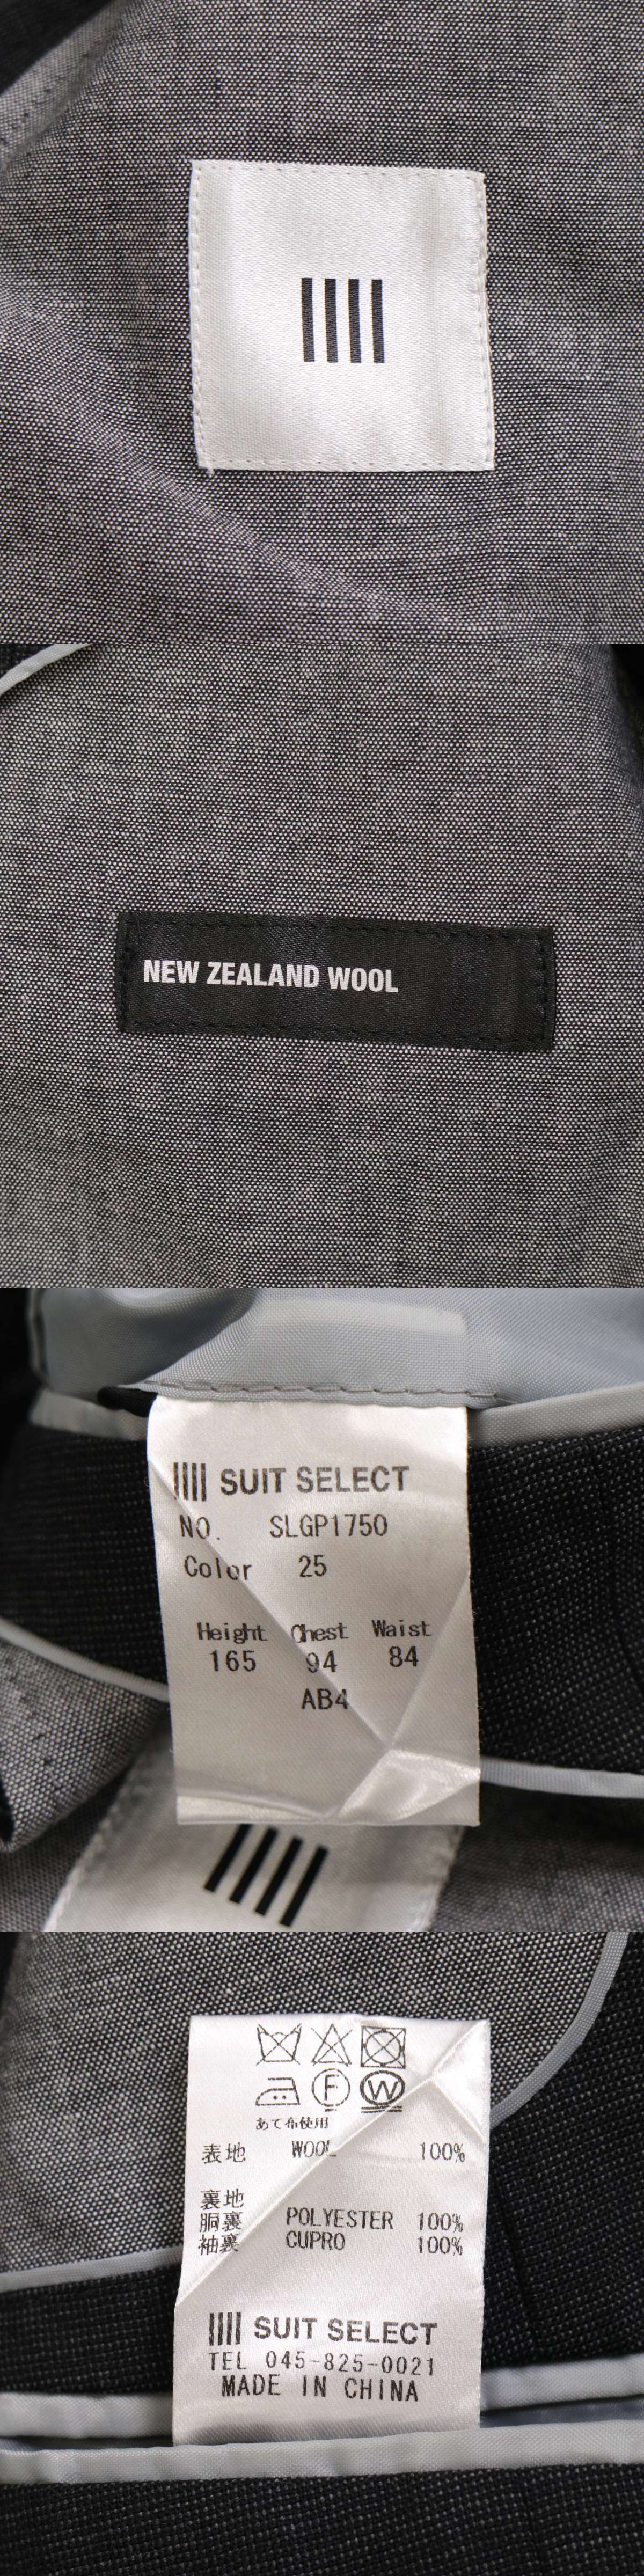 NEW ZEALAND WOOL
SUIT SELECT
NO. SLGP1750
Color 25
Height Chest Waist
165 94 84
AB4
F W
あて布使用
表地 WOOL 100%
裏地
胴裏 POLYESTER 100%
袖裏 CUPRO 100%
SUIT SELECT
TEL 045-825-0021
MADE IN CHINA